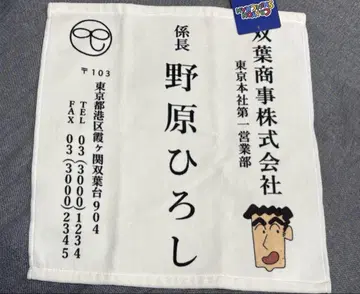 双葉商事株式会社
東京本社第一営業部
係長
野原ひろし
〒103
東京都港区霞ヶ関双葉台904
TEL 03(3000)1234
FAX 03(3000)2345